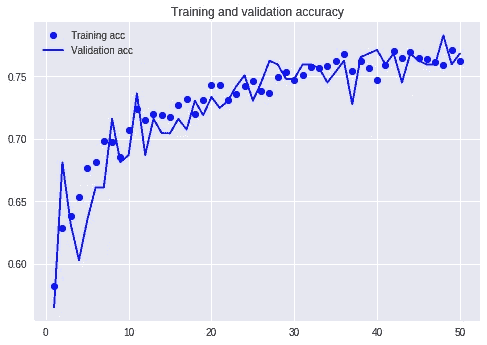 Training and validation accuracy
Training acc
Validation acc
0.75
0.70
0.65
0.60
0 10 20 30 40 50